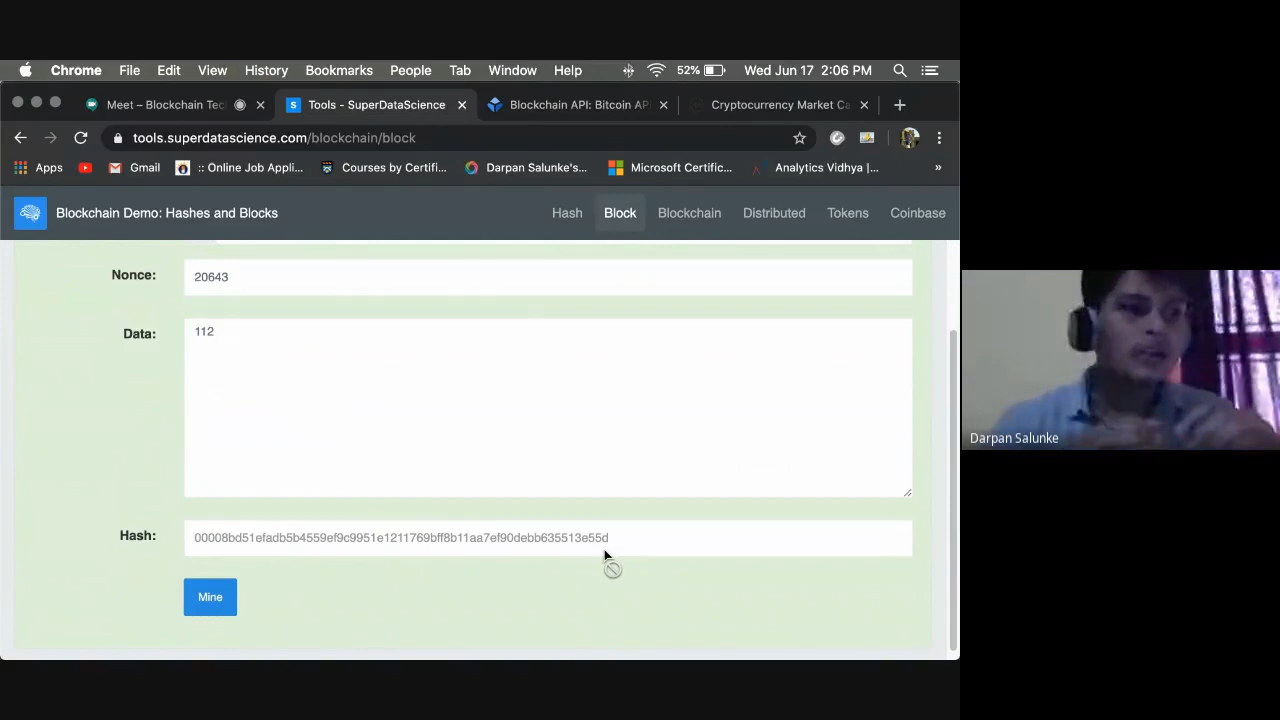 Chrome File Edit View History Bookmarks People Tab Window Help 52% Wed Jun 17 2:06 PM
Meet – Blockchain Tec Tools - SuperDataScience Blockchain API: Bitcoin AP Cryptocurrency Market Ca
tools.superdatascience.com/blockchain/block
Apps Gmail :: Online Job Appli... Courses by Certifi... Darpan Salunke's... Microsoft Certific... Analytics Vidhya |... »
Blockchain Demo: Hashes and Blocks Hash Block Blockchain Distributed Tokens Coinbase
Nonce: 20643
Data: 112
Hash: 00008bd51efadb5b4559ef9c9951e1211769bff8b11aa7ef90debb635513e55d
Mine
Darpan Salunke